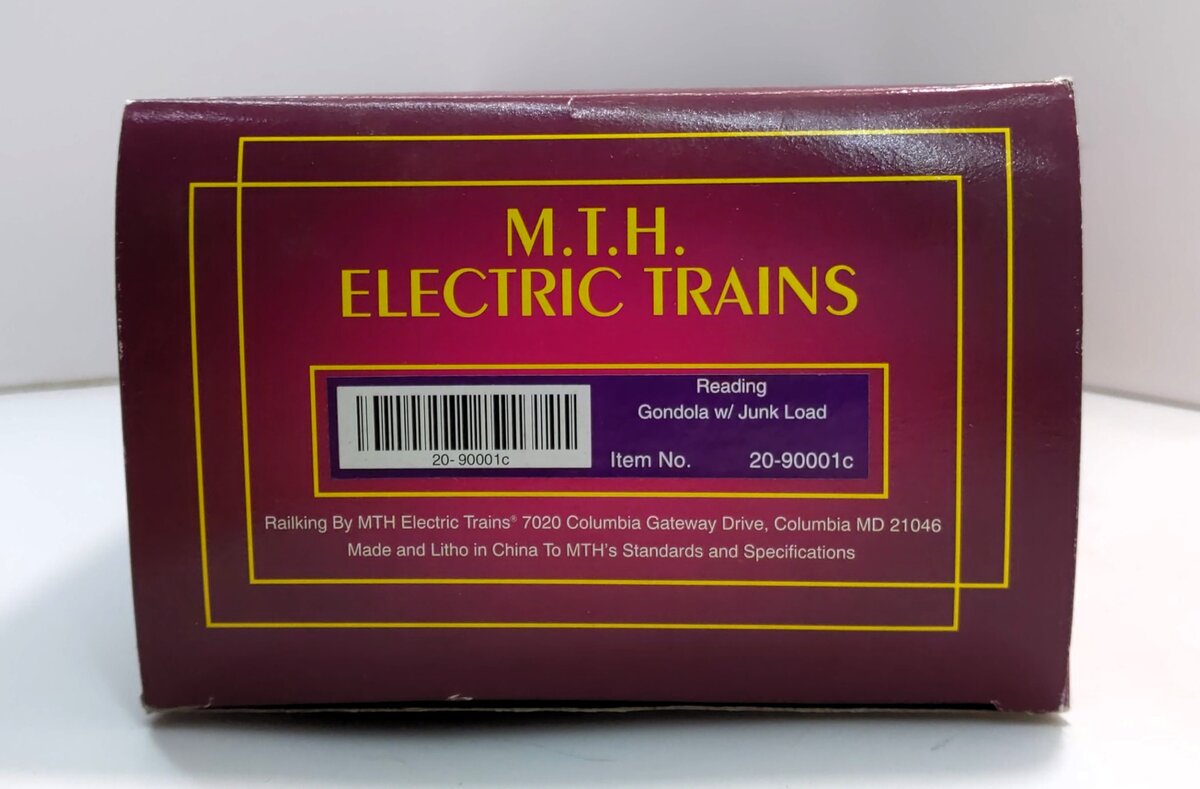 M.T.H.
ELECTRIC TRAINS
20-90001c
Reading
Gondola w/ Junk Load
Item No. 20-90001c
Railking By MTH Electric Trains® 7020 Columbia Gateway Drive, Columbia MD 21046
Made and Litho in China To MTH's Standards and Specifications